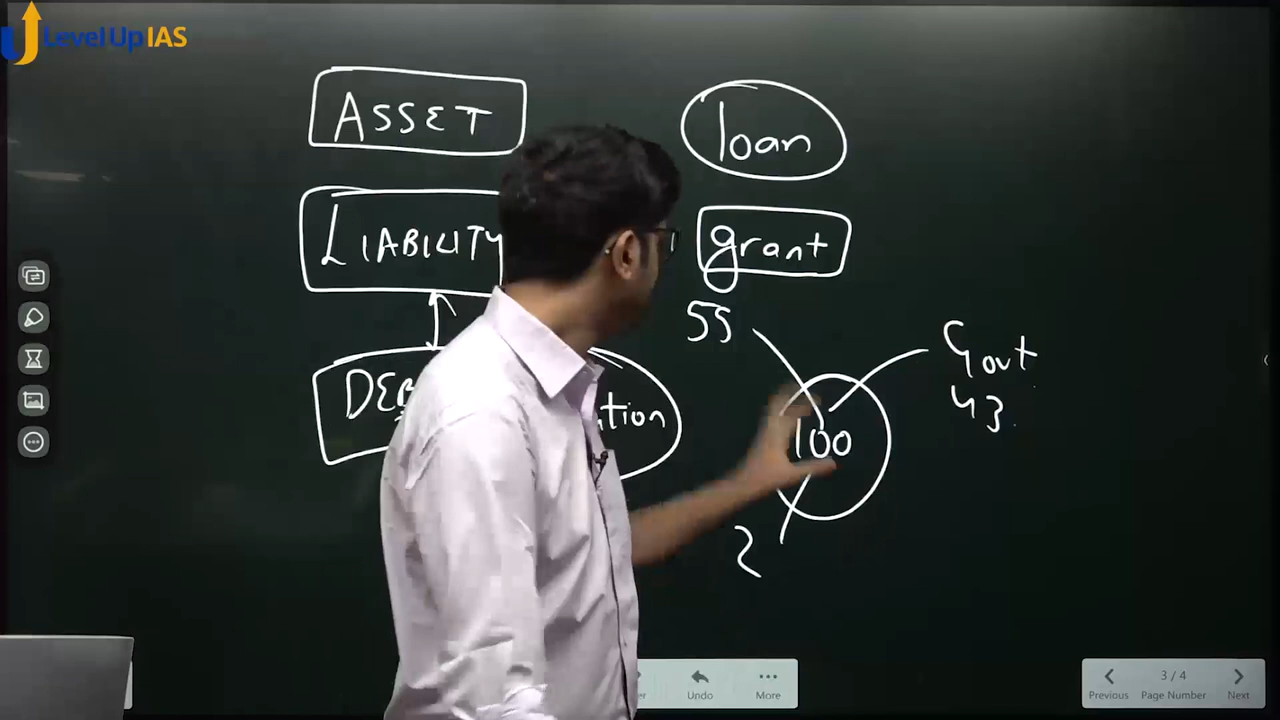 Level Up IAS
ASSET
loan
LIABILITY
grant
55
Govt
43
100
2
Undo
More
Previous
3 / 4
Page Number
Next